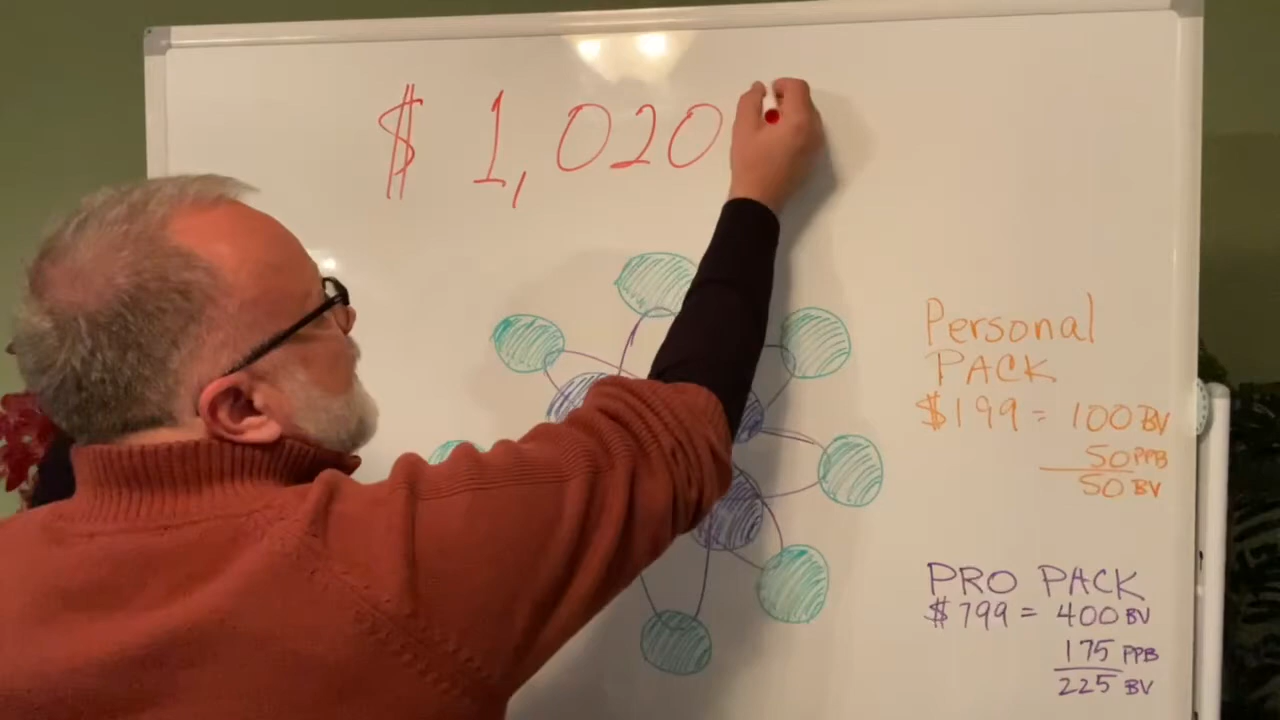 $ 1,020
Personal
PACK
$199 = 100 BV
50 PPB
50 BV
PRO PACK
$799 = 400 BV
175 PPB
225 BV